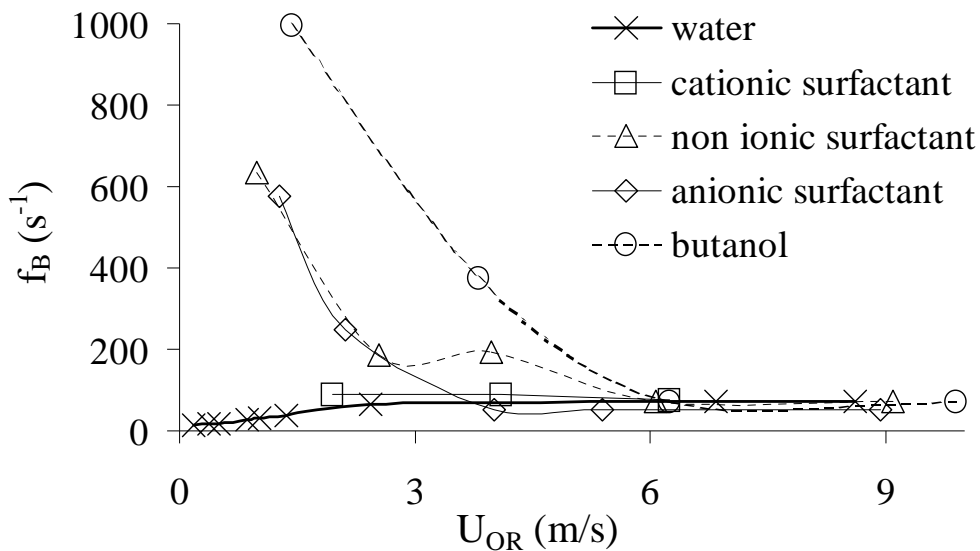 1000
800
600
400
200
0
f_B (s^-1)
0 3 6 9
U_OR (m/s)
water
cationic surfactant
non ionic surfactant
anionic surfactant
butanol